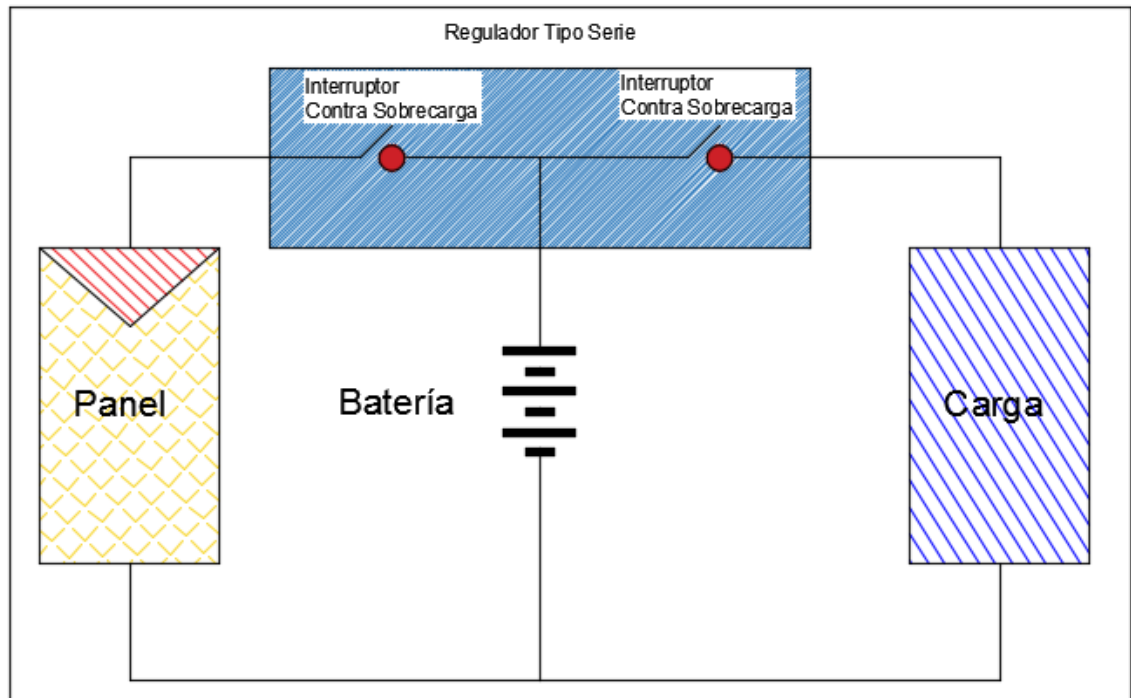 Regulador Tipo Serie
Interruptor
Contra Sobrecarga
Interruptor
Contra Sobrecarga
Panel
Batería
Carga